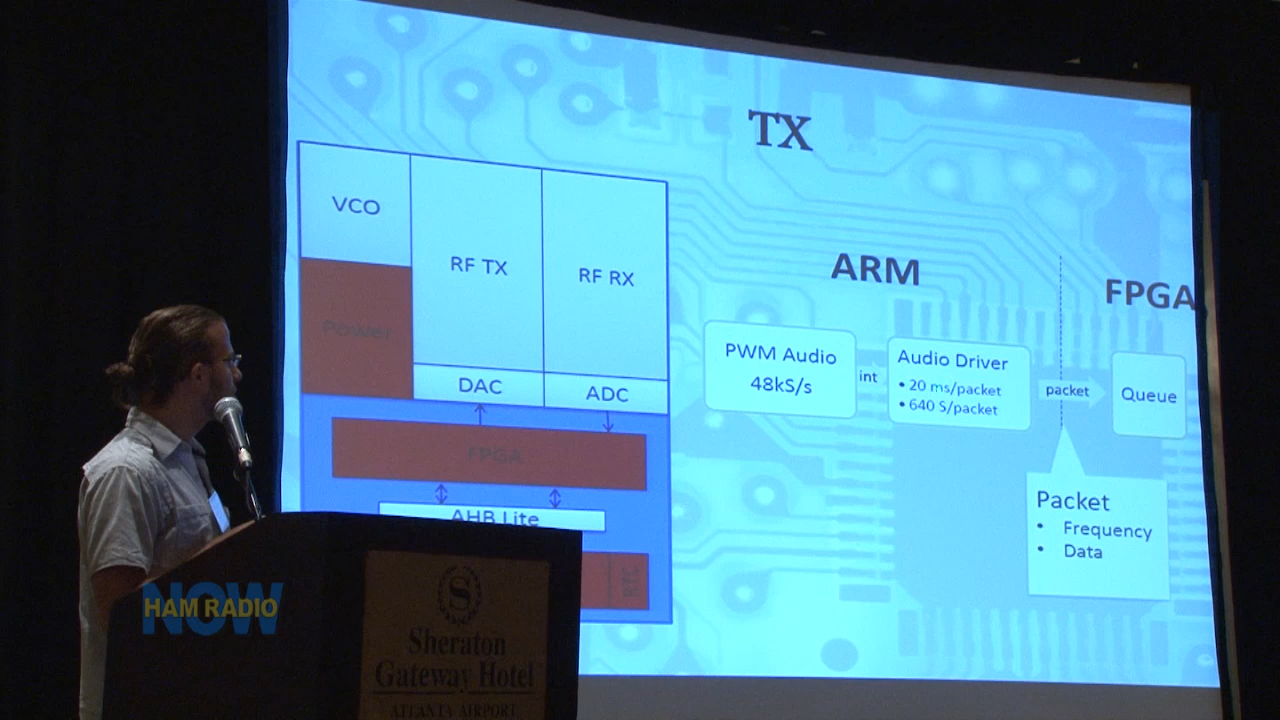 TX
VCO
RF TX
RF RX
Power
DAC
ADC
FPGA
AHB Lite
ARM
FPGA
PWM Audio
48kS/s
int
Audio Driver
• 20 ms/packet
• 640 S/packet
packet
Queue
Packet
• Frequency
• Data
HAM RADIO
NOW
S
Sheraton
Gateway Hotel
ATLANTA AIRPORT